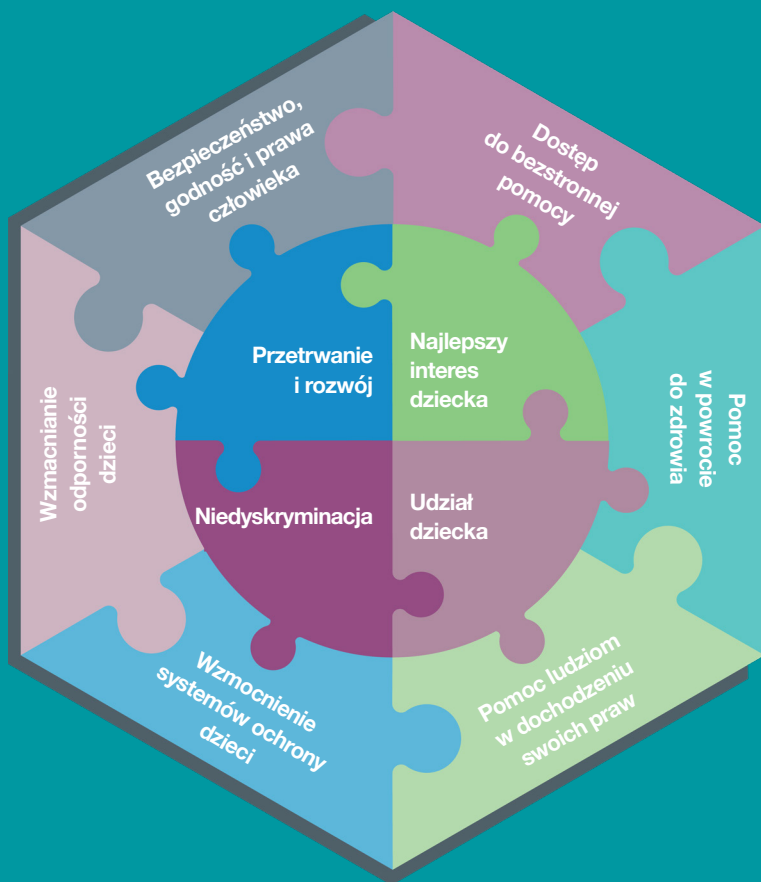 Bezpieczeństwo,
godność i prawa
człowieka
Dostęp
do bezstronnej
pomocy
Przetrwanie
i rozwój
Najlepszy
interes
dziecka
Wzmacnianie
odporności
dzieci
Pomoc
w powrocie
do zdrowia
Niedyskryminacja
Udział
dziecka
Wzmocnienie
systemów ochrony
dzieci
Pomoc ludziom
w dochodzeniu
swoich praw